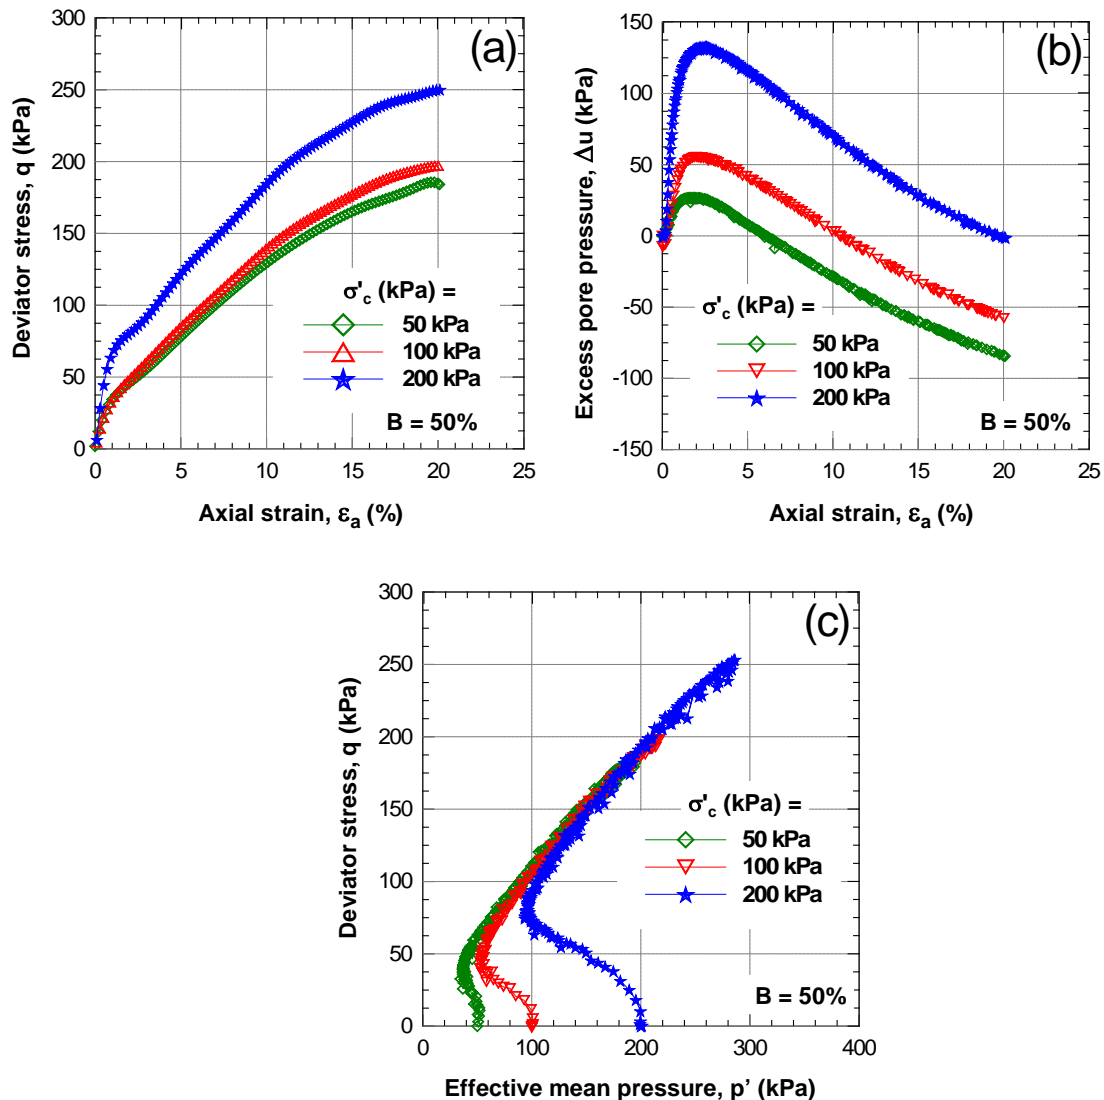 (a)
300
250
200
150
100
50
0
Deviator stress, q (kPa)
σ'c (kPa) =
50 kPa
100 kPa
200 kPa
B = 50%
0 5 10 15 20 25
Axial strain, εa (%)
(b)
150
100
50
0
-50
-100
-150
Excess pore pressure, Δu (kPa)
σ'c (kPa) =
50 kPa
100 kPa
200 kPa
B = 50%
0 5 10 15 20 25
Axial strain, εa (%)
(c)
300
250
200
150
100
50
0
Deviator stress, q (kPa)
σ'c (kPa) =
50 kPa
100 kPa
200 kPa
B = 50%
0 100 200 300 400
Effective mean pressure, p’ (kPa)